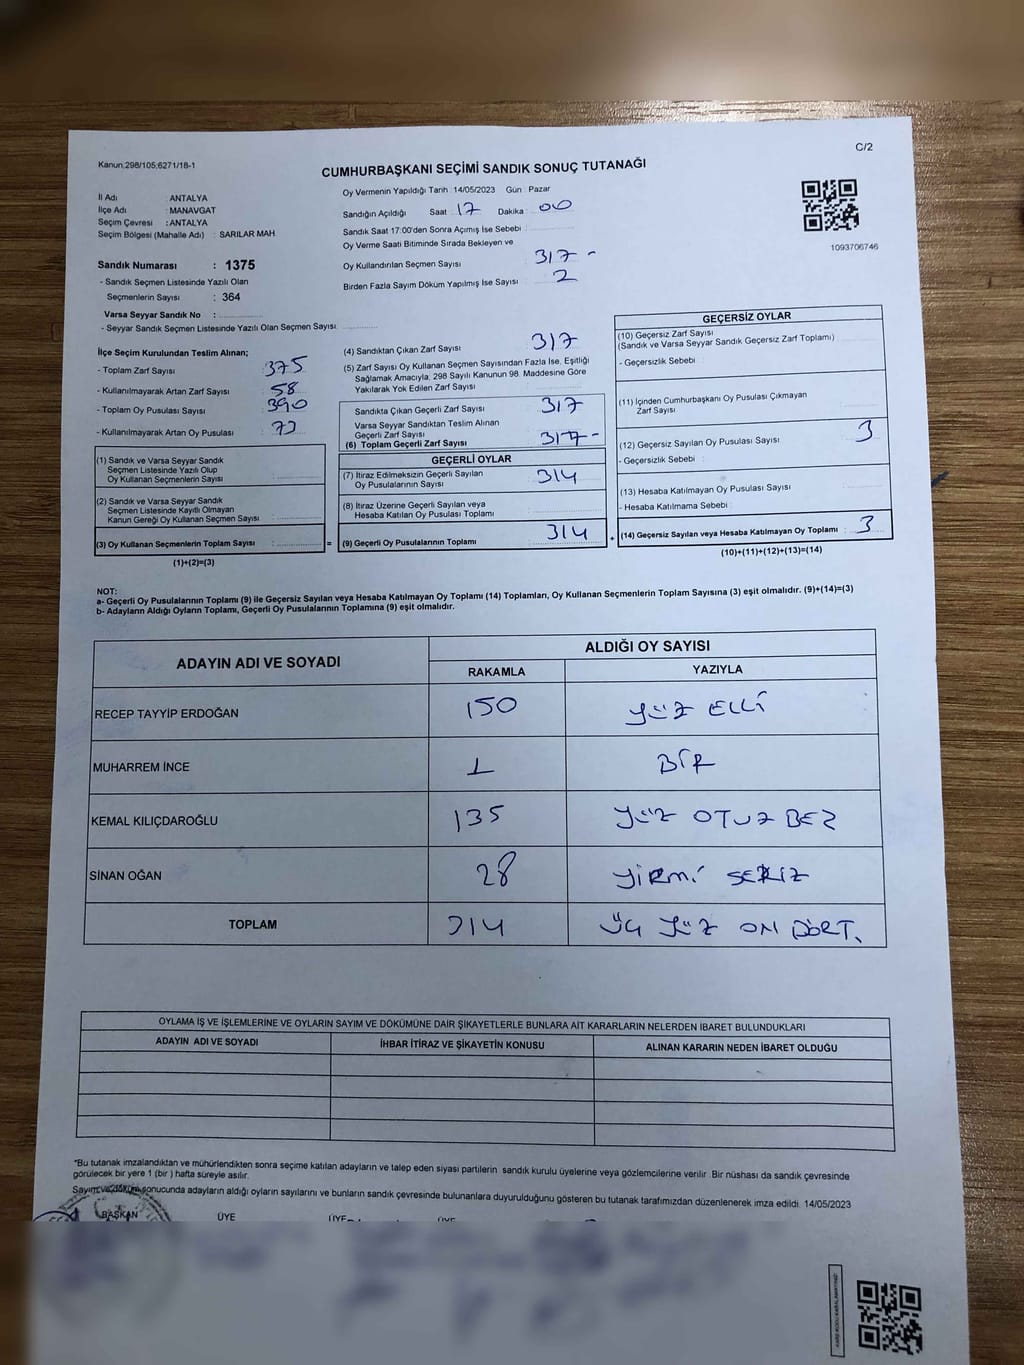 C/2
Kanun:298/105;6271/18-1
CUMHURBAŞKANI SEÇİMİ SANDIK SONUÇ TUTANAĞI
İl Adı : ANTALYA
İlçe Adı : MANAVGAT
Seçim Çevresi : ANTALYA
Seçim Bölgesi (Mahalle Adı) : SARILAR MAH.
Sandık Numarası : 1375
- Sandık Seçmen Listesinde Yazılı Olan
Seçmenlerin Sayısı : 364
Varsa Seyyar Sandık No :
- Seyyar Sandık Seçmen Listesinde Yazılı Olan Seçmen Sayısı
Oy Vermenin Yapıldığı Tarih :14/05/2023 Gün : Pazar
Sandığın Açıldığı Saat : 17 Dakika : 00
Sandık Saat 17:00'den Sonra Açımış İse Sebebi :
Oy Verme Saati Bitiminde Sırada Bekleyen ve
Oy Kullandırılan Seçmen Sayısı : 317 -
Birden Fazla Sayım Döküm Yapılmış İse Sayısı : 2
1093706746
İlçe Seçim Kurulundan Teslim Alınan;
- Toplam Zarf Sayısı : 375
- Kullanılmayarak Artan Zarf Sayısı : 58
- Toplam Oy Pusulası Sayısı : 390
- Kullanılmayarak Artan Oy Pusulası :
(1) Sandık ve Varsa Seyyar Sandık
Seçmen Listesinde Yazılı Olup
Oy Kullanan Seçmenlerin Sayısı :
(2) Sandık ve Varsa Seyyar Sandık
Seçmen Listesinde Kayıtlı Olmayan
Kanun Gereği Oy Kullanan Seçmen Sayısı :
(3) Oy Kullanan Seçmenlerin Toplam Sayısı :
=
(1)+(2)=(3)
(4) Sandıktan Çıkan Zarf Sayısı : 317
(5) Zarf Sayısı Oy Kullanan Seçmen Sayısından Fazla İse, Eşitliği
Sağlamak Amacıyla, 298 Sayılı Kanunun 98. Maddesine Göre
Yakılarak Yok Edilen Zarf Sayısı :
Sandıkta Çıkan Geçerli Zarf Sayısı : 317
Varsa Seyyar Sandıktan Teslim Alınan
Geçerli Zarf Sayısı :
(6) Toplam Geçerli Zarf Sayısı : 317 -
GEÇERLİ OYLAR
(7) İtiraz Edilmeksizin Geçerli Sayılan
Oy Pusulalarının Sayısı : 314
(8) İtiraz Üzerine Geçerli Sayılan veya
Hesaba Katılan Oy Pusulası Toplamı :
(9) Geçerli Oy Pusulalarının Toplamı : 314
+
GEÇERSİZ OYLAR
(10) Geçersiz Zarf Sayısı
(Sandık ve Varsa Seyyar Sandık Geçersiz Zarf Toplamı) :
- Geçersizlik Sebebi :
(11) İçinden Cumhurbaşkanı Oy Pusulası Çıkmayan
Zarf Sayısı :
(12) Geçersiz Sayılan Oy Pusulası Sayısı : 3
- Geçersizlik Sebebi :
(13) Hesaba Katılmayan Oy Pusulası Sayısı :
- Hesaba Katılmama Sebebi :
(14) Geçersiz Sayılan veya Hesaba Katılmayan Oy Toplamı : 3
(10)+(11)+(12)+(13)=(14)
NOT:
a- Geçerli Oy Pusulalarının Toplamı (9) ile Geçersiz Sayılan veya Hesaba Katılmayan Oy Toplamı (14) Toplamları, Oy Kullanan Seçmenlerin Toplam Sayısına (3) eşit olmalıdır. (9)+(14)=(3)
b- Adayların Aldığı Oyların Toplamı, Geçerli Oy Pusulalarının Toplamına (9) eşit olmalıdır.
ADAYIN ADI VE SOYADI
ALDIĞI OY SAYISI
RAKAMLA YAZIYLA
RECEP TAYYİP ERDOĞAN 150 YÜZ ELLİ
MUHARREM İNCE 1 BİR
KEMAL KILIÇDAROĞLU 135 YÜZ OTUZ BEŞ
SİNAN OĞAN 28 YİRMİ SEKİZ
TOPLAM 314 ÜÇ YÜZ ON DÖRT.
OYLAMA İŞ VE İŞLEMLERİNE VE OYLARIN SAYIM VE DÖKÜMÜNE DAİR ŞİKAYETLERLE BUNLARA AİT KARARLARIN NELERDEN İBARET BULUNDUKLARI
ADAYIN ADI VE SOYADI İHBAR İTİRAZ VE ŞİKAYETİN KONUSU ALINAN KARARIN NEDEN İBARET OLDUĞU
*Bu tutanak imzalandıktan ve mühürlendikten sonra seçime katılan adayların ve talep eden siyasi partilerin sandık kurulu üyelerine veya gözlemcilerine verilir. Bir nüshası da sandık çevresinde
görülecek bir yere 1 (bir ) hafta süreyle asılır.
Sayım ve döküm sonucunda adayların aldığı oyların sayılarını ve bunların sandık çevresinde bulunanlara duyurulduğunu gösteren bu tutanak tarafımızdan düzenlenerek imza edildi. 14/05/2023
BAŞKAN ÜYE ÜYE ÜYE